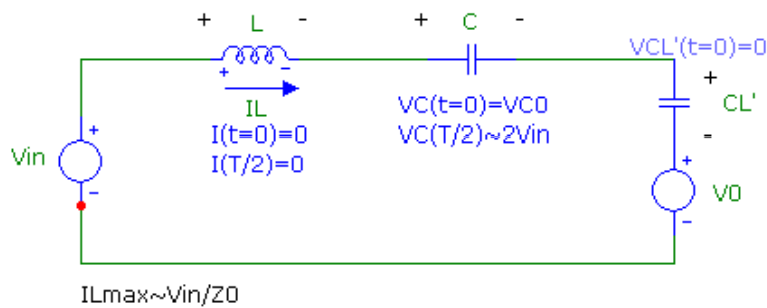 + L - + C -
VCL'(t=0)=0
+ -
+
CL'
IL
VC(t=0)=VC0
I(t=0)=0
VC(T/2)~2Vin
-
I(T/2)=0
+
Vin
+
V0
-
-
ILmax~Vin/Z0